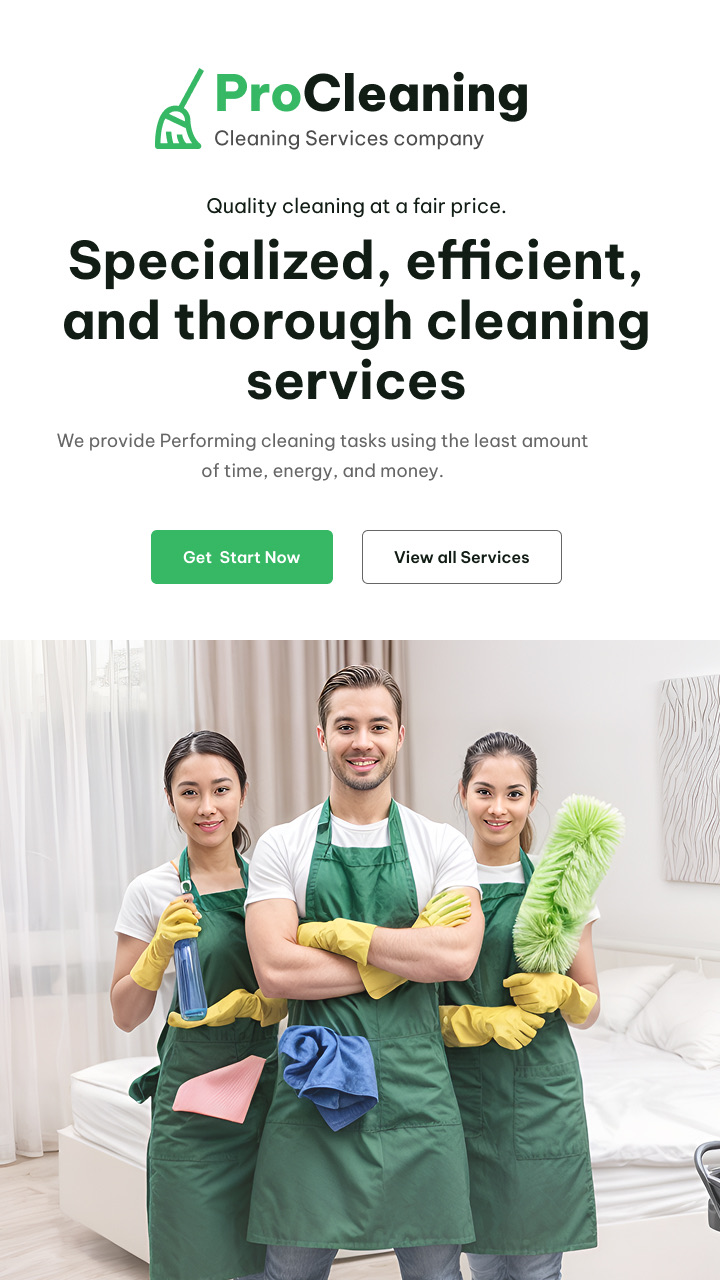 ProCleaning
Cleaning Services company
Quality cleaning at a fair price.
Specialized, efficient,
and thorough cleaning
services
We provide Performing cleaning tasks using the least amount
of time, energy, and money.
Get  Start Now
View all Services